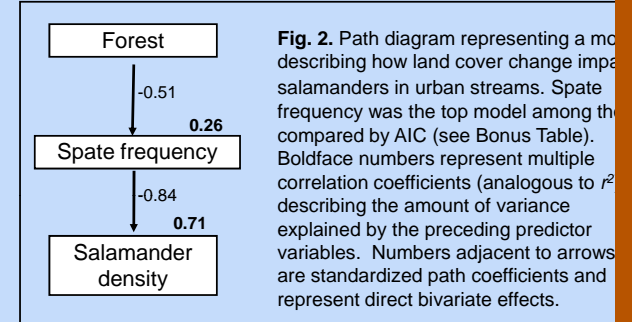 Forest
-0.51
0.26
Spate frequency
-0.84
0.71
Salamander
density
Fig. 2. Path diagram representing a
describing how land cover change
salamanders in urban streams. Spate
frequency was the top model among
compared by AIC (see Bonus Table).
Boldface numbers represent multiple
correlation coefficients (analogous to r²
describing the amount of variance
explained by the preceding predictor
variables. Numbers adjacent to arrows
are standardized path coefficients and
represent direct bivariate effects.